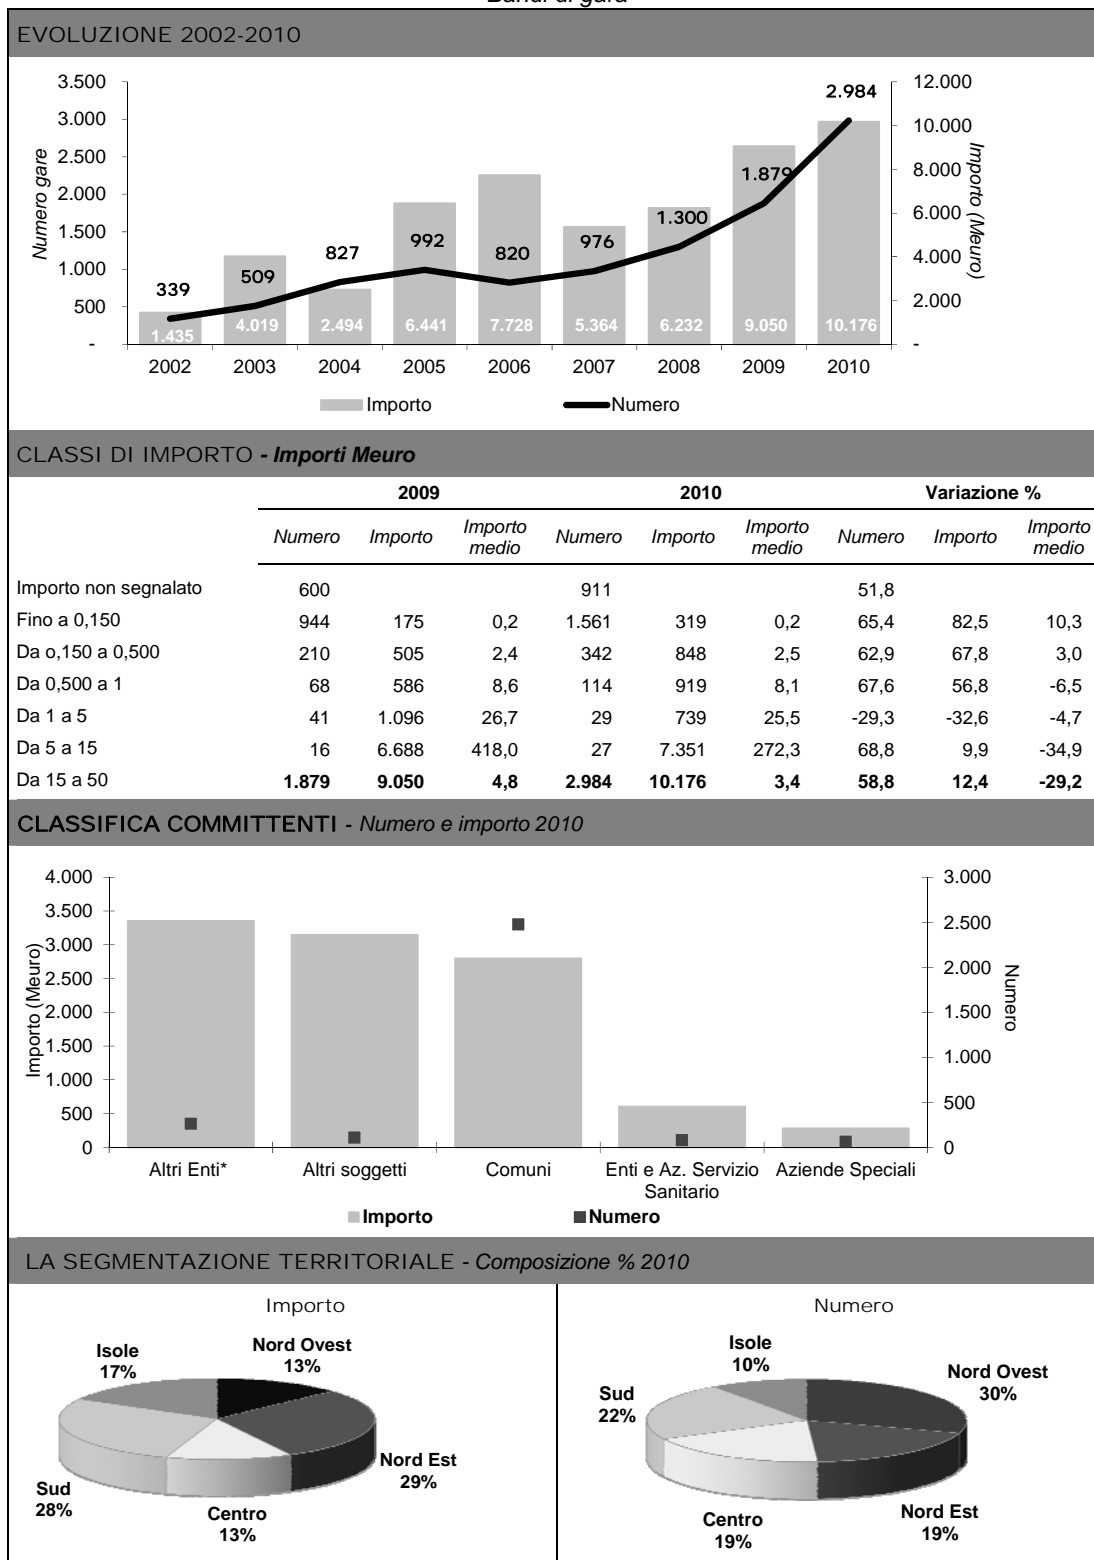 Bandi di gara
EVOLUZIONE 2002-2010
3.500
3.000
2.500
2.000
1.500
1.000
500
-
Numero gare
12.000
10.000
8.000
6.000
4.000
2.000
-
Importo (Meuro)
339
509
827
992
820
976
1.300
1.879
2.984
1.435
4.019
2.494
6.441
7.728
5.364
6.232
9.050
10.176
2002 2003 2004 2005 2006 2007 2008 2009 2010
Importo Numero
CLASSI DI IMPORTO - Importi Meuro
2009 2010 Variazione %
Numero Importo Importo medio Numero Importo Importo medio Numero Importo Importo medio
Importo non segnalato 600 911 51,8
Fino a 0,150 944 175 0,2 1.561 319 0,2 65,4 82,5 10,3
Da o,150 a 0,500 210 505 2,4 342 848 2,5 62,9 67,8 3,0
Da 0,500 a 1 68 586 8,6 114 919 8,1 67,6 56,8 -6,5
Da 1 a 5 41 1.096 26,7 29 739 25,5 -29,3 -32,6 -4,7
Da 5 a 15 16 6.688 418,0 27 7.351 272,3 68,8 9,9 -34,9
Da 15 a 50 1.879 9.050 4,8 2.984 10.176 3,4 58,8 12,4 -29,2
CLASSIFICA COMMITTENTI - Numero e importo 2010
4.000
3.500
3.000
2.500
2.000
1.500
1.000
500
0
Importo (Meuro)
3.000
2.500
2.000
1.500
1.000
500
0
Numero
Altri Enti* Altri soggetti Comuni Enti e Az. Servizio Aziende Speciali
Sanitario
Importo Numero
LA SEGMENTAZIONE TERRITORIALE - Composizione % 2010
Importo
Nord Ovest
13%
Isole
17%
Nord Est
29%
Sud
28%
Centro
13%
Numero
Isole
10%
Nord Ovest
30%
Sud
22%
Nord Est
19%
Centro
19%